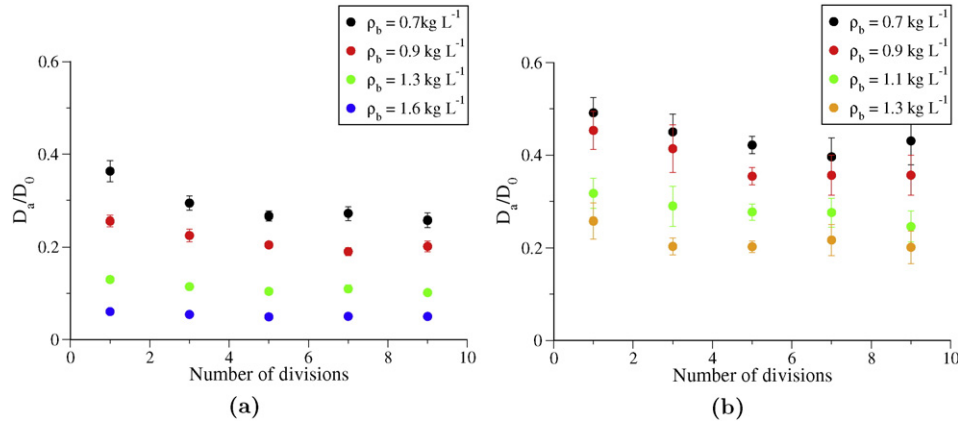 ρb = 0.7kg L-1
ρb = 0.9 kg L-1
ρb = 1.3 kg L-1
ρb = 1.6 kg L-1
0.6
0.4
0.2
0
Da/D0
0 2 4 6 8 10
Number of divisions
(a)
ρb = 0.7 kg L-1
ρb = 0.9 kg L-1
ρb = 1.1 kg L-1
ρb = 1.3 kg L-1
0.6
0.4
0.2
0
Da/D0
0 2 4 6 8 10
Number of divisions
(b)